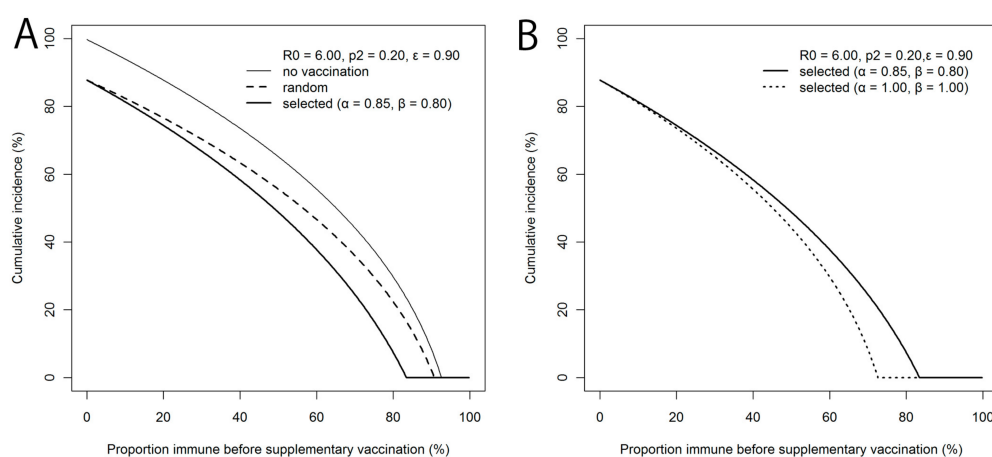 A
R0 = 6.00, p2 = 0.20, ε = 0.90
no vaccination
random
selected (α = 0.85, β = 0.80)
Cumulative incidence (%)
100
80
60
40
20
0
0 20 40 60 80 100
Proportion immune before supplementary vaccination (%)
B
R0 = 6.00, p2 = 0.20,ε = 0.90
selected (α = 0.85, β = 0.80)
selected (α = 1.00, β = 1.00)
Cumulative incidence (%)
100
80
60
40
20
0
0 20 40 60 80 100
Proportion immune before supplementary vaccination (%)